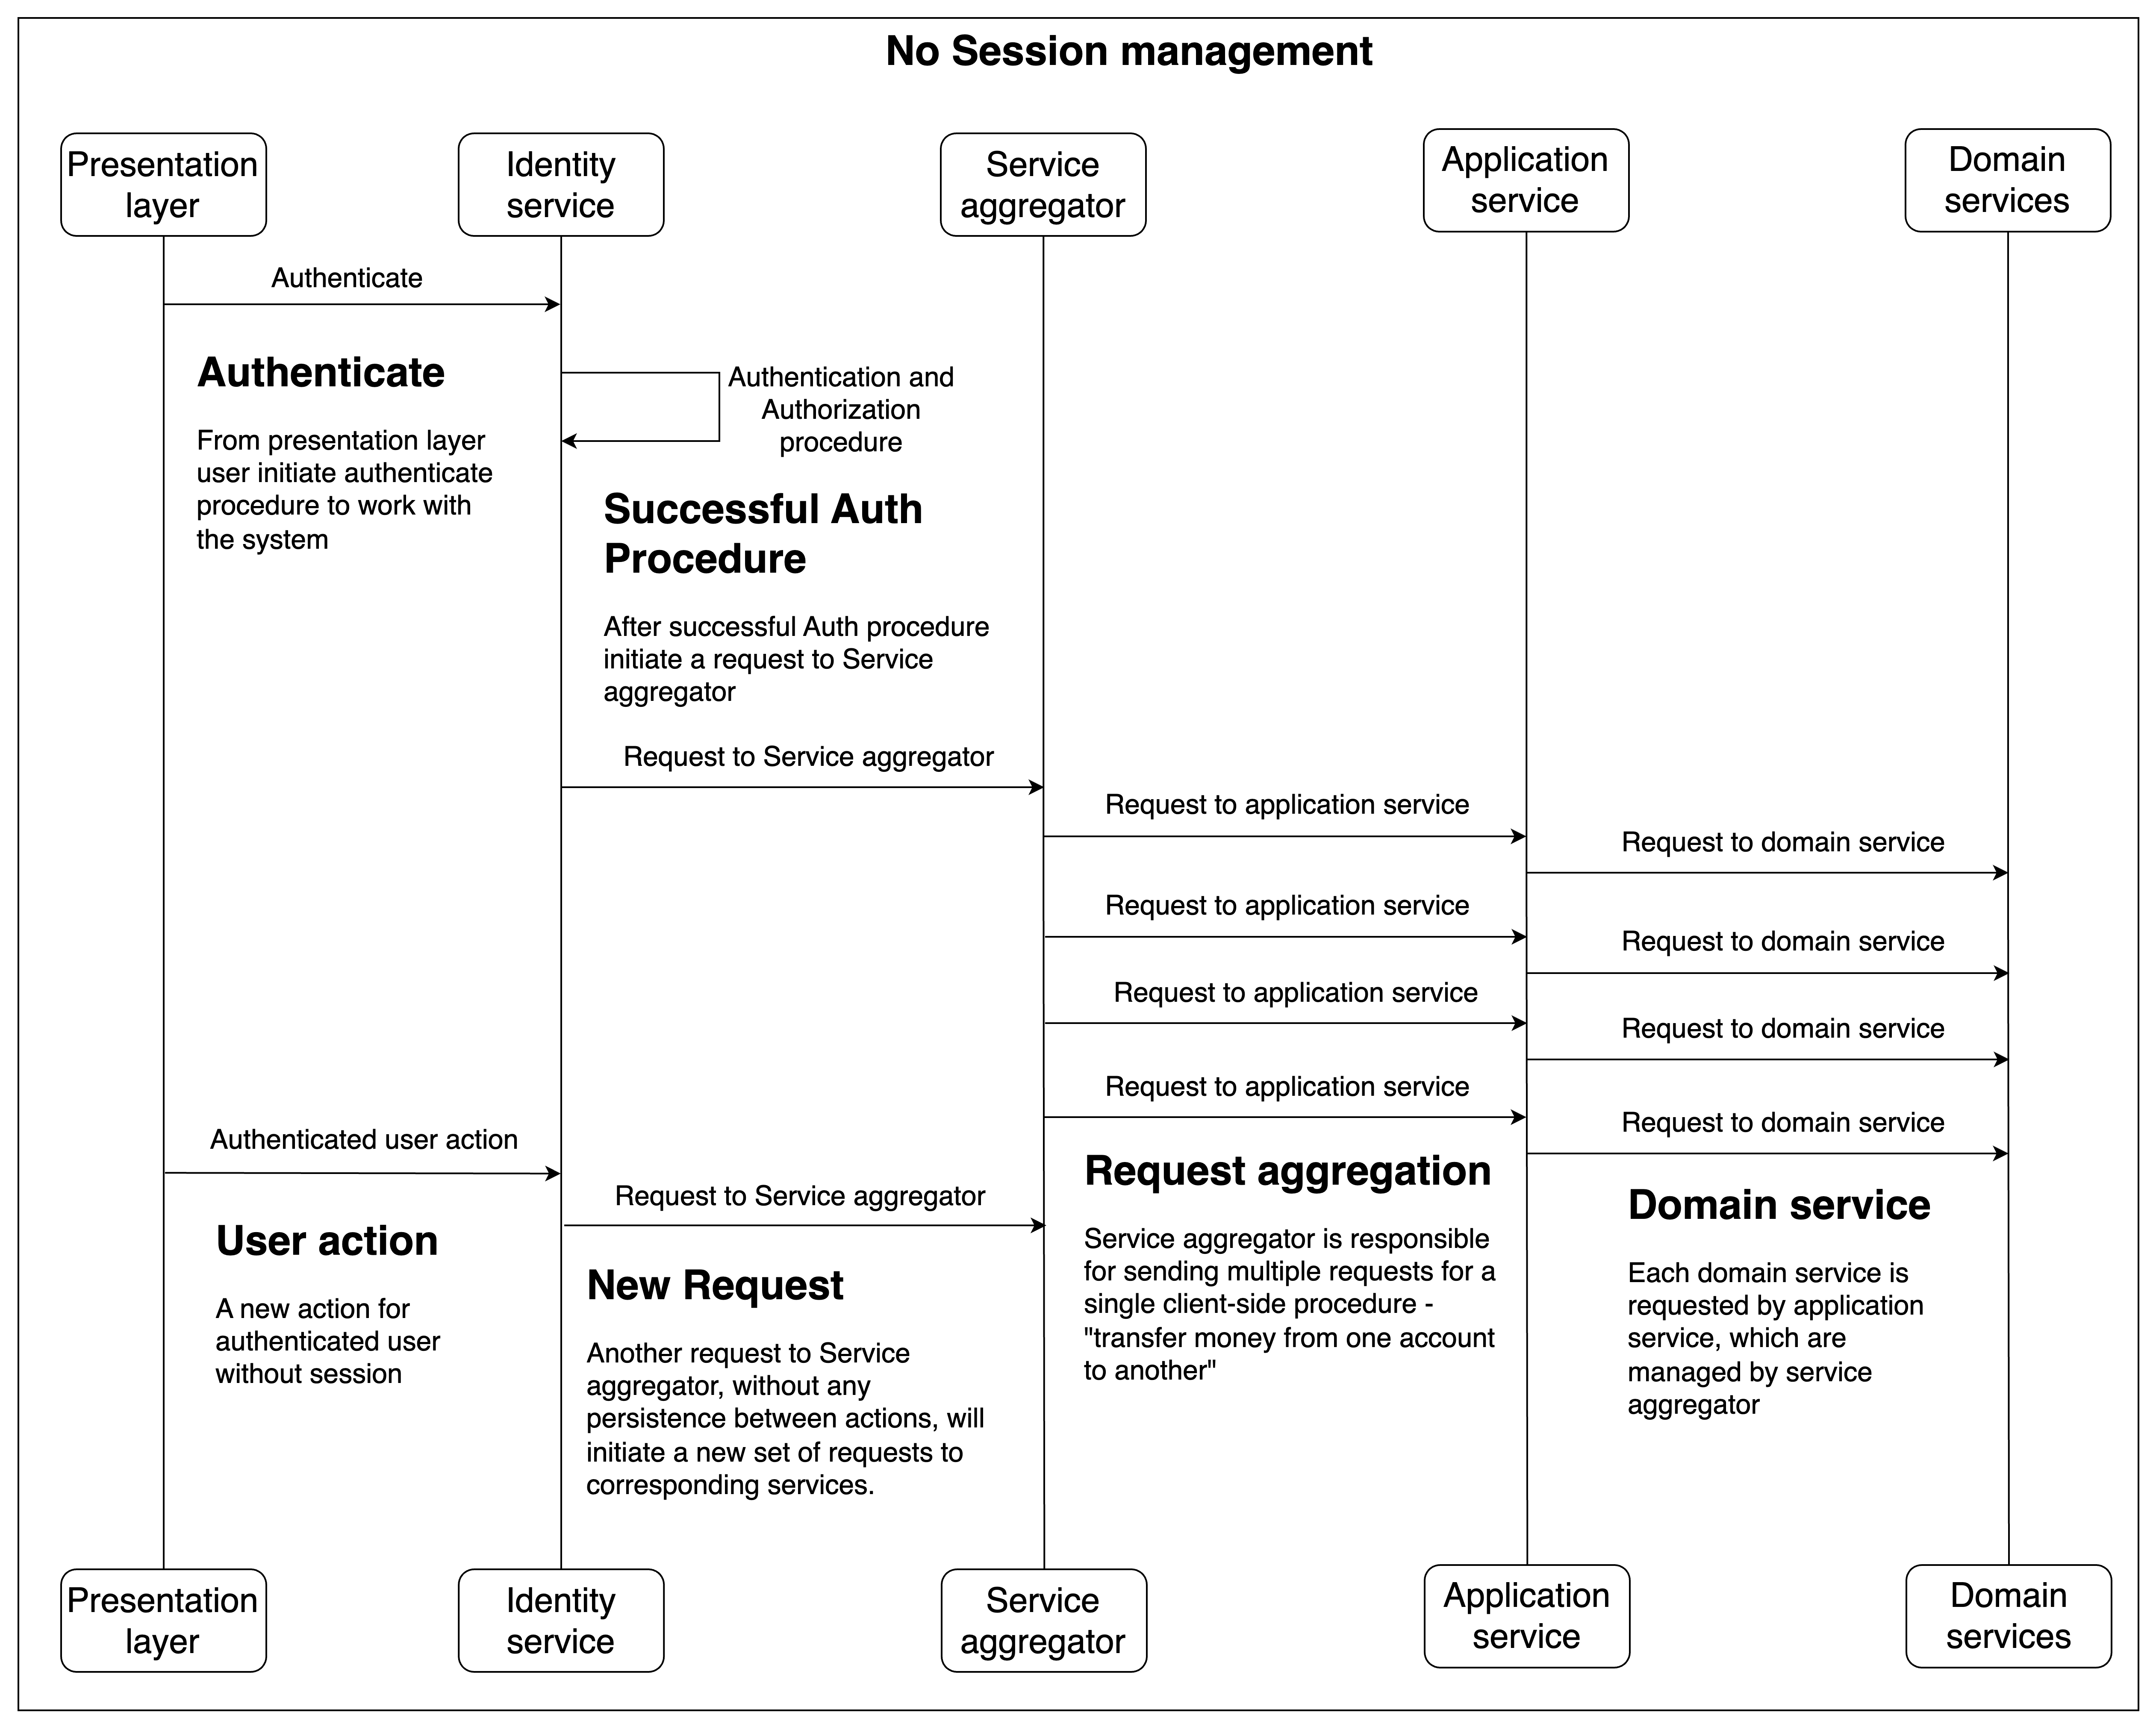 No Session management
Presentation
layer
Identity
service
Service
aggregator
Application
service
Domain
services
Authenticate
Authenticate
From presentation layer
user initiate authenticate
procedure to work with
the system
Authentication and
Authorization
procedure
Successful Auth
Procedure
After successful Auth procedure
initiate a request to Service
aggregator
Request to Service aggregator
Request to application service
Request to domain service
Request to application service
Request to domain service
Request to application service
Request to domain service
Request to application service
Request to domain service
Authenticated user action
Request to Service aggregator
User action
A new action for
authenticated user
without session
New Request
Another request to Service
aggregator, without any
persistence between actions, will
initiate a new set of requests to
corresponding services.
Request aggregation
Service aggregator is responsible
for sending multiple requests for a
single client-side procedure -
"transfer money from one account
to another"
Domain service
Each domain service is
requested by application
service, which are
managed by service
aggregator
Presentation
layer
Identity
service
Service
aggregator
Application
service
Domain
services